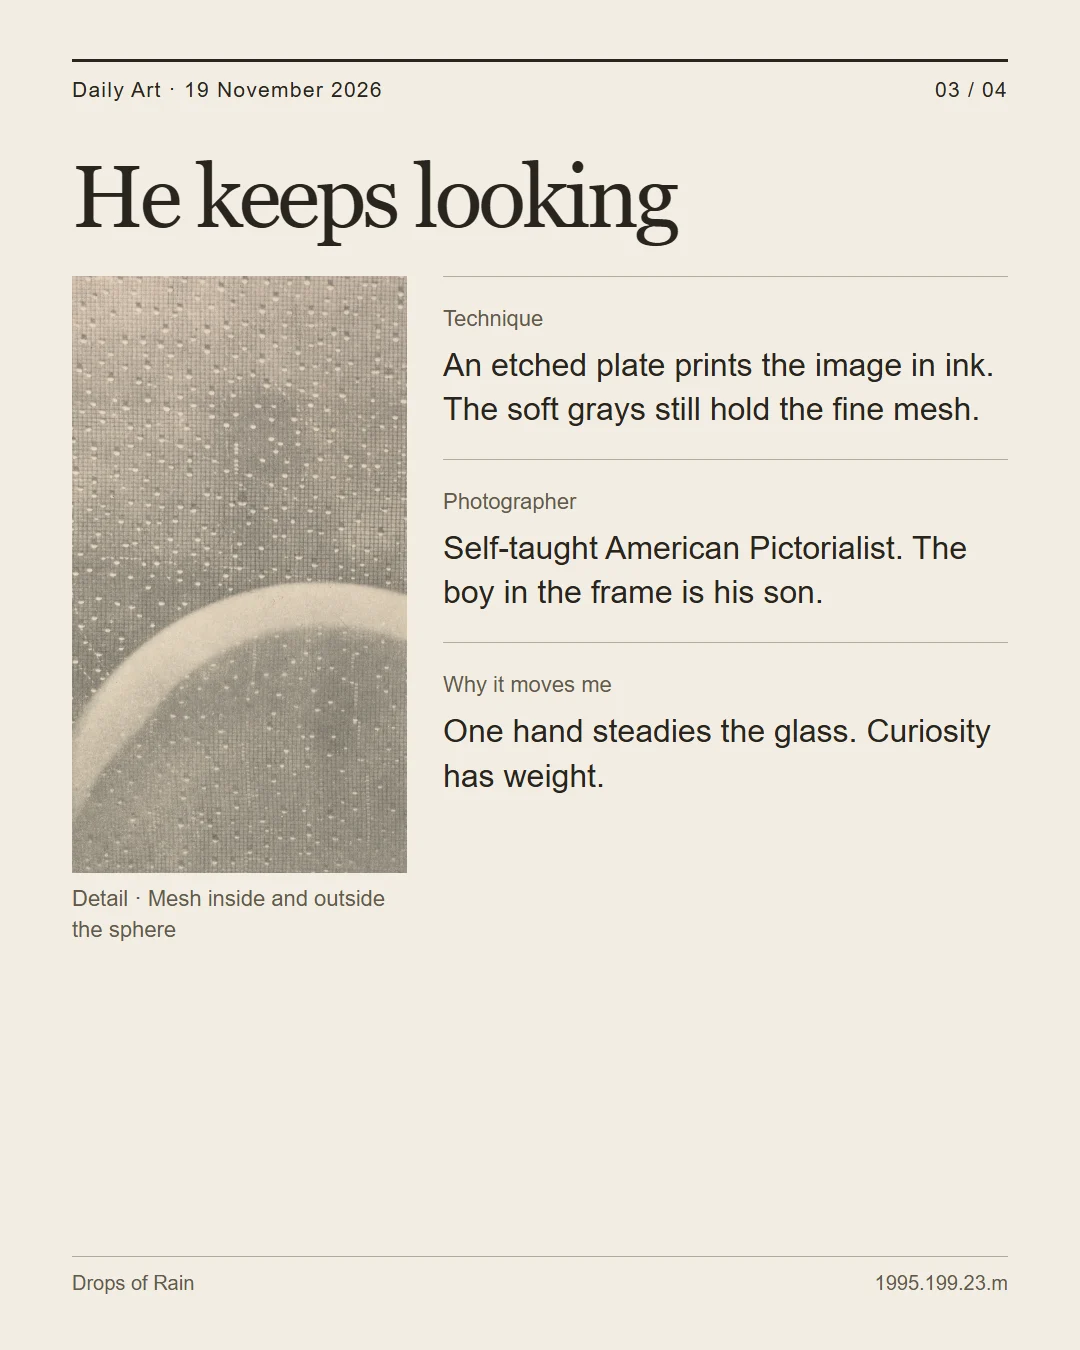 Daily Art · 19 November 2026
03 / 04
He keeps looking
Technique
An etched plate prints the image in ink.
The soft grays still hold the fine mesh.
Photographer
Self-taught American Pictorialist. The
boy in the frame is his son.
Why it moves me
One hand steadies the glass. Curiosity
has weight.
Detail · Mesh inside and outside
the sphere
Drops of Rain
1995.199.23.m